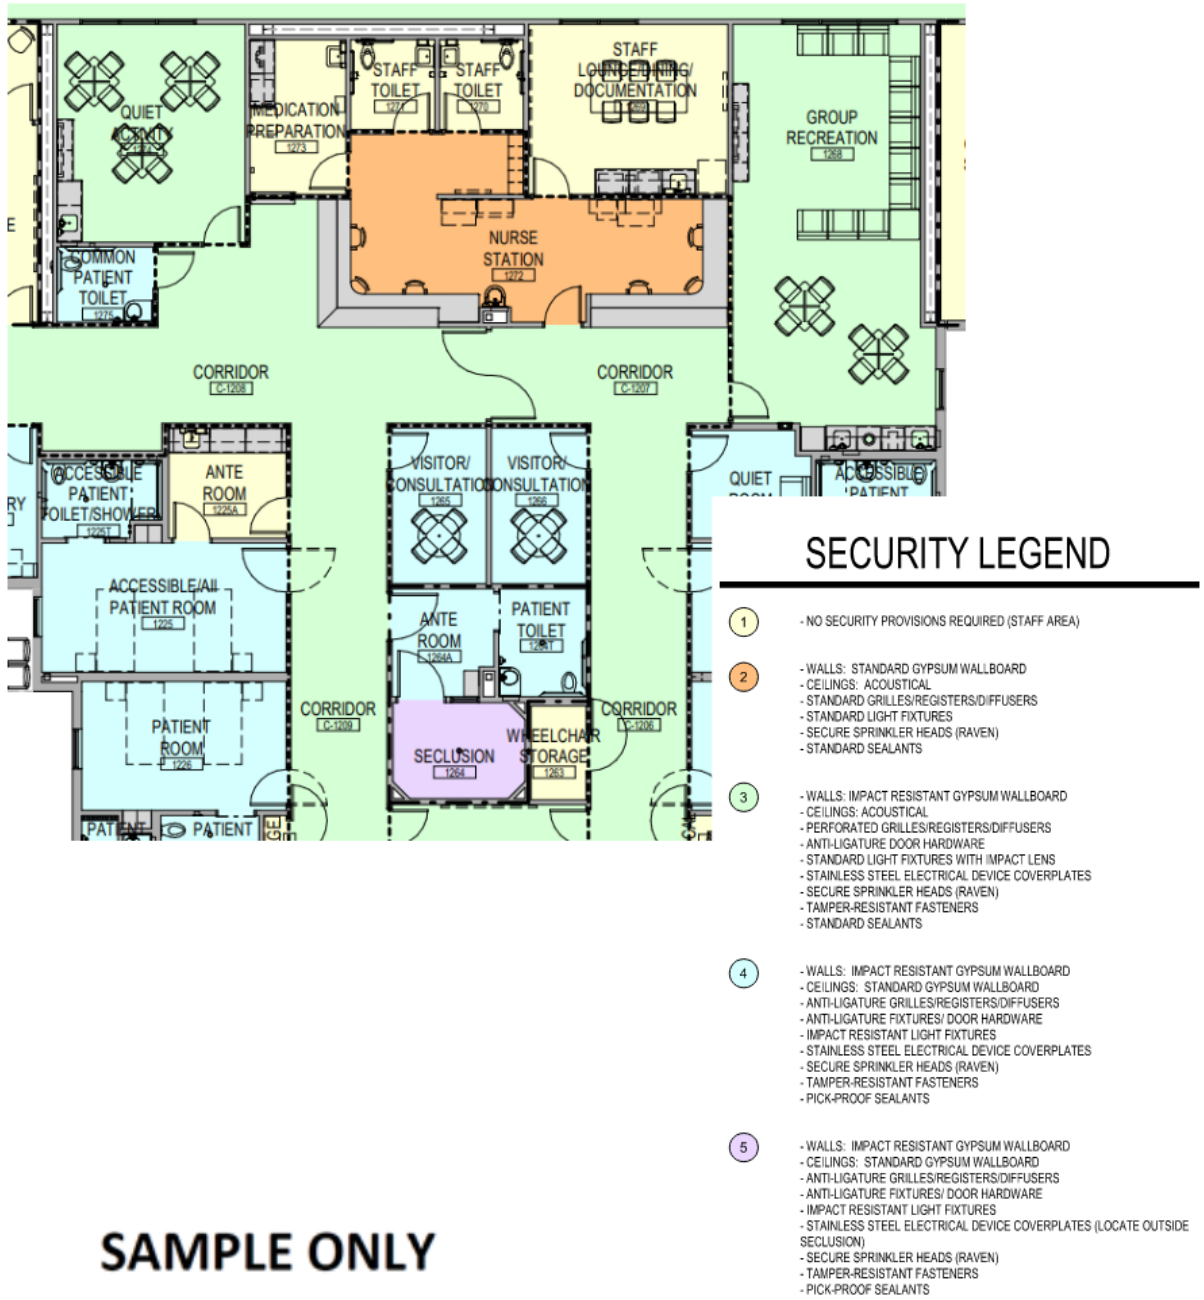 QUIET
ACTIVITY
1274
MEDICATION
PREPARATION
1273
STAFF
TOILET
1271
STAFF
TOILET
1270
STAFF
LOUNGE/DINING/
DOCUMENTATION
1269
GROUP
RECREATION
1268
NURSE
STATION
1272
E
COMMON
PATIENT
TOILET
1275
CORRIDOR
C-1208
CORRIDOR
C-1207
RY
ACCESSIBLE
PATIENT
TOILET/SHOWER
1225T
ANTE
ROOM
1225A
VISITOR/
CONSULTATION
1265
VISITOR/
CONSULTATION
1266
QUIET
ACCESSIBLE
PATIENT
ACCESSIBLE/AII
PATIENT ROOM
1225
ANTE
ROOM
1264A
PATIENT
TOILET
1264T
PATIENT
ROOM
1226
CORRIDOR
C-1209
SECLUSION
1264
WHEELCHAIR
STORAGE
1263
CORRIDOR
C-1206
PATIENT
PATIENT
SECURITY LEGEND
1
- NO SECURITY PROVISIONS REQUIRED (STAFF AREA)
2
- WALLS: STANDARD GYPSUM WALLBOARD
- CEILINGS: ACOUSTICAL
- STANDARD GRILLES/REGISTERS/DIFFUSERS
- STANDARD LIGHT FIXTURES
- SECURE SPRINKLER HEADS (RAVEN)
- STANDARD SEALANTS
3
- WALLS: IMPACT RESISTANT GYPSUM WALLBOARD
- CEILINGS: ACOUSTICAL
- PERFORATED GRILLES/REGISTERS/DIFFUSERS
- ANTI-LIGATURE DOOR HARDWARE
- STANDARD LIGHT FIXTURES WITH IMPACT LENS
- STAINLESS STEEL ELECTRICAL DEVICE COVERPLATES
- SECURE SPRINKLER HEADS (RAVEN)
- TAMPER-RESISTANT FASTENERS
- STANDARD SEALANTS
4
- WALLS: IMPACT RESISTANT GYPSUM WALLBOARD
- CEILINGS: STANDARD GYPSUM WALLBOARD
- ANTI-LIGATURE GRILLES/REGISTERS/DIFFUSERS
- ANTI-LIGATURE FIXTURES/ DOOR HARDWARE
- IMPACT RESISTANT LIGHT FIXTURES
- STAINLESS STEEL ELECTRICAL DEVICE COVERPLATES
- SECURE SPRINKLER HEADS (RAVEN)
- TAMPER-RESISTANT FASTENERS
- PICK-PROOF SEALANTS
5
- WALLS: IMPACT RESISTANT GYPSUM WALLBOARD
- CEILINGS: STANDARD GYPSUM WALLBOARD
- ANTI-LIGATURE GRILLES/REGISTERS/DIFFUSERS
- ANTI-LIGATURE FIXTURES/ DOOR HARDWARE
- IMPACT RESISTANT LIGHT FIXTURES
- STAINLESS STEEL ELECTRICAL DEVICE COVERPLATES (LOCATE OUTSIDE
SECLUSION)
- SECURE SPRINKLER HEADS (RAVEN)
- TAMPER-RESISTANT FASTENERS
- PICK-PROOF SEALANTS
SAMPLE ONLY